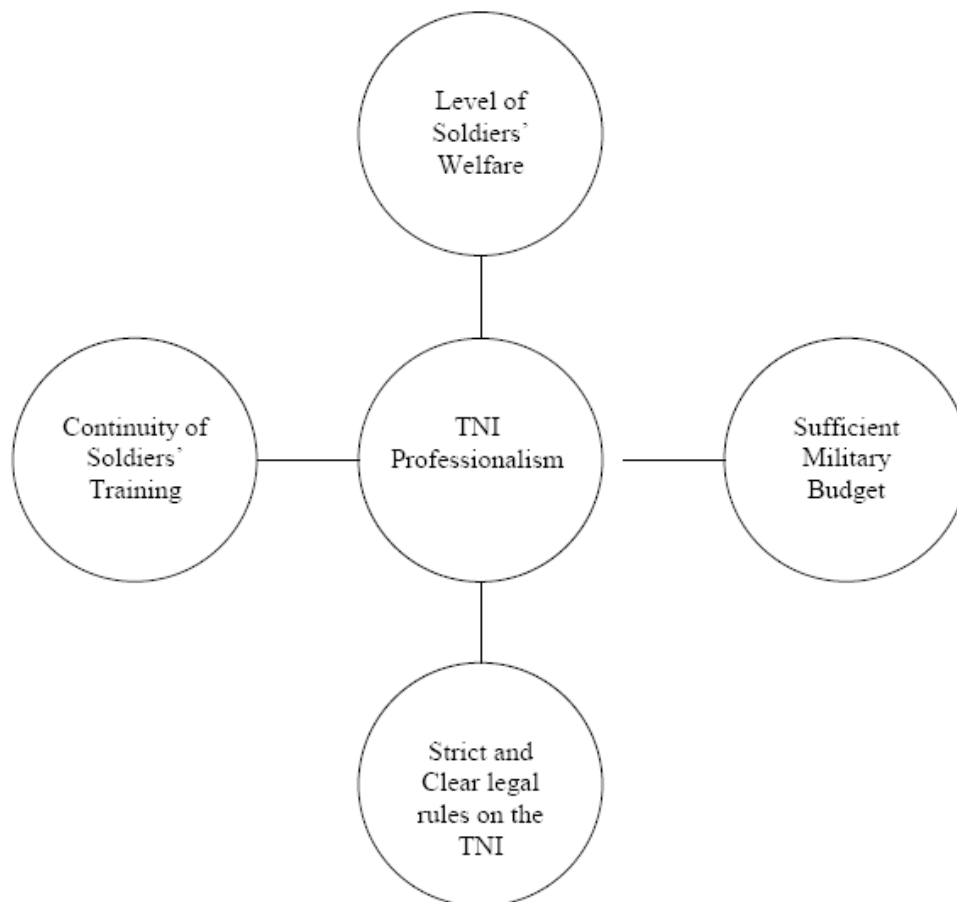 Level of
Soldiers'
Welfare
Continuity of
Soldiers'
Training
TNI
Professionalism
Sufficient
Military
Budget
Strict and
Clear legal
rules on the
TNI